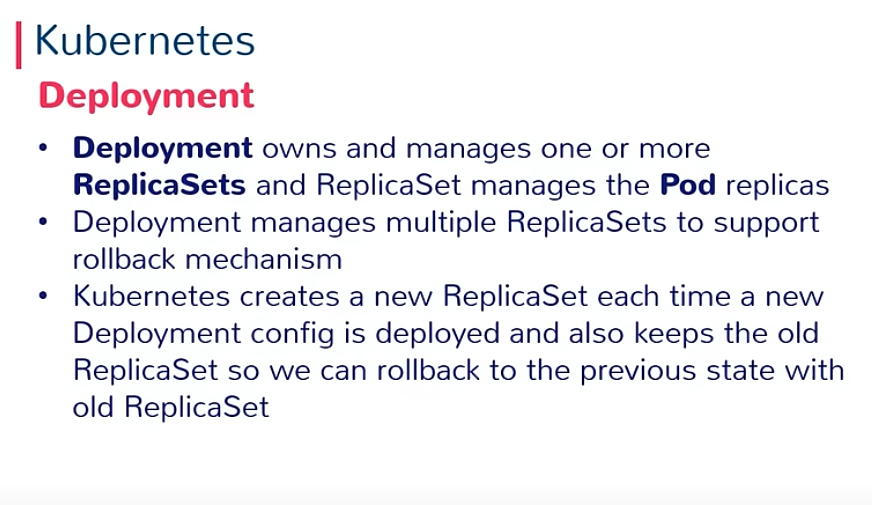 Kubernetes
Deployment
• Deployment owns and manages one or more
ReplicaSets and ReplicaSet manages the Pod replicas
• Deployment manages multiple ReplicaSets to support
rollback mechanism
• Kubernetes creates a new ReplicaSet each time a new
Deployment config is deployed and also keeps the old
ReplicaSet so we can rollback to the previous state with
old ReplicaSet